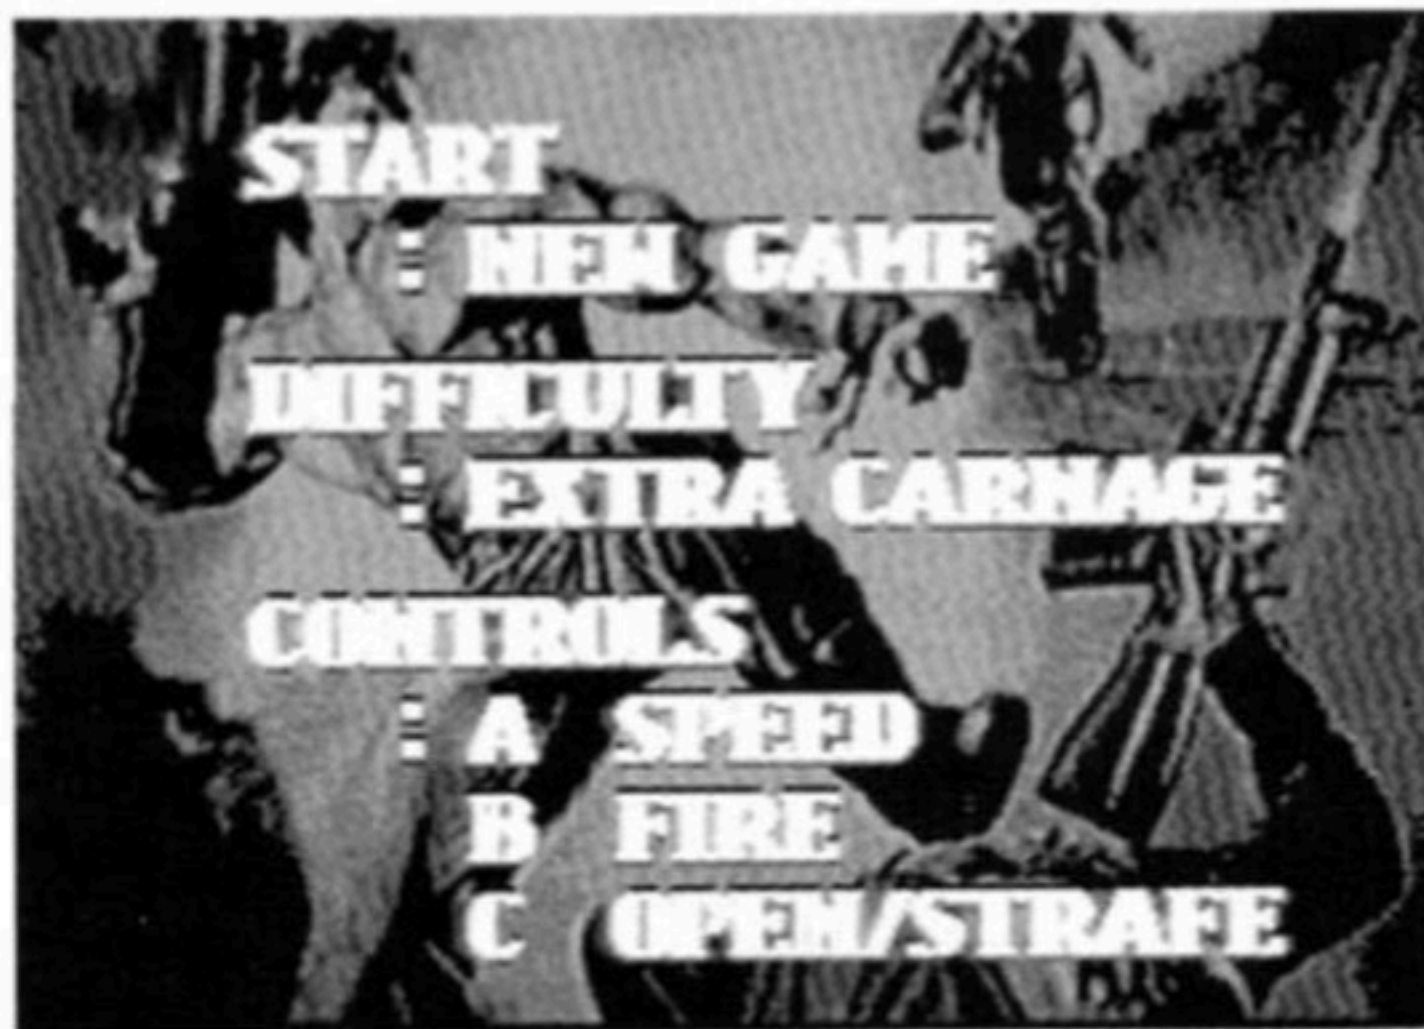 START
: NEW GAME
DIFFICULTY
: EXTRA CARNAGE
CONTROLS
: A SPEED
B FIRE
C OPEN/STRAFE